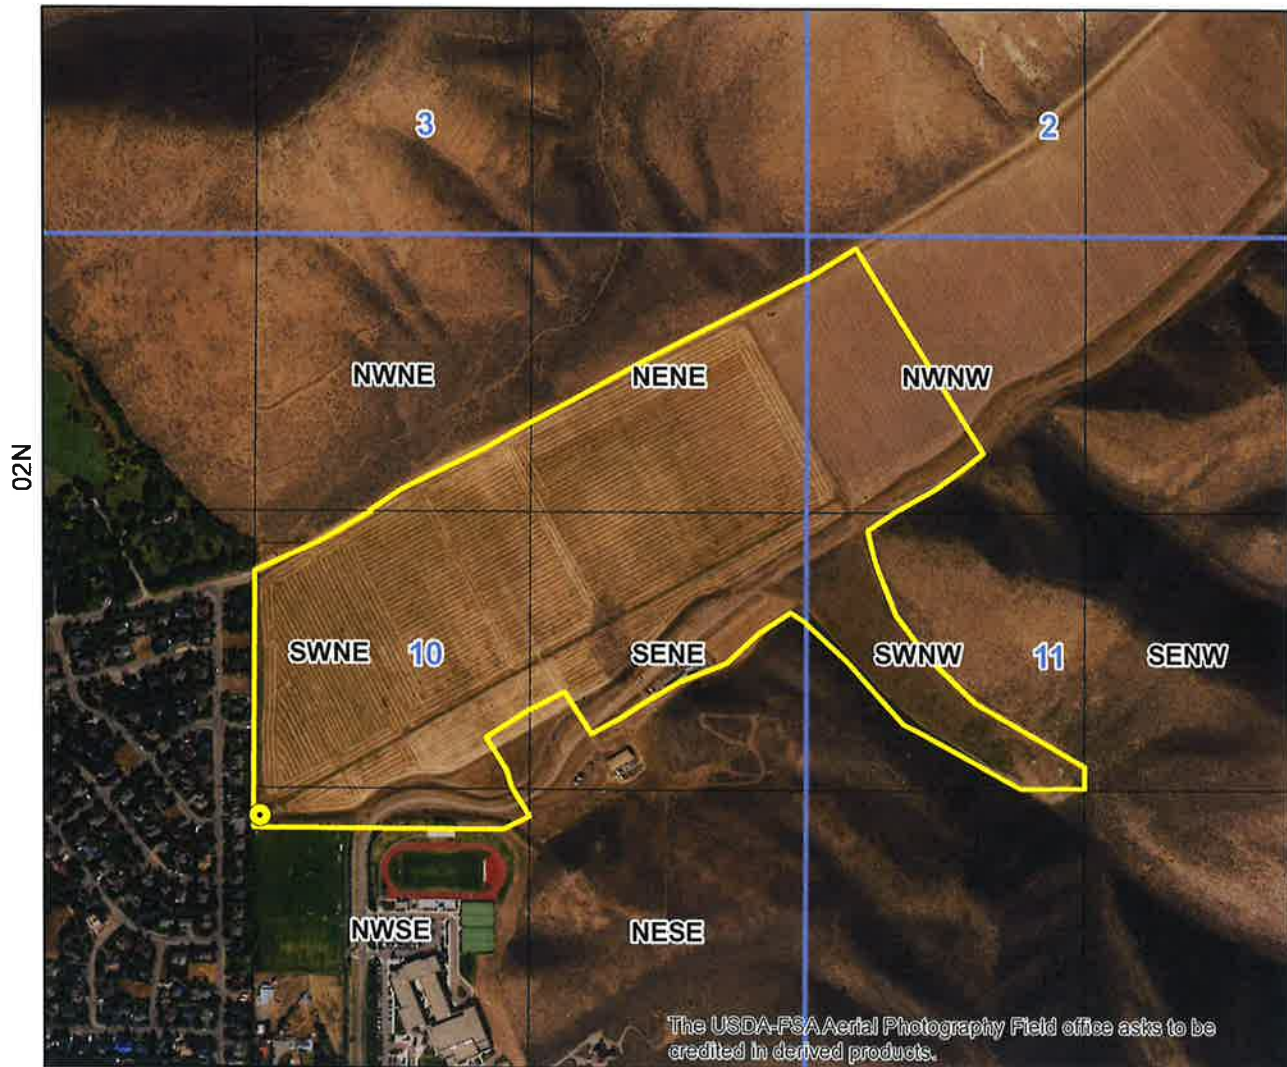 3
2
NWNE
NENE
NWNW
02N
SWNE
10
SENE
SWNW
11
SENW
NWSE
NESE
The USDA-FSA Aerial Photography Field office asks to be
credited in derived products.